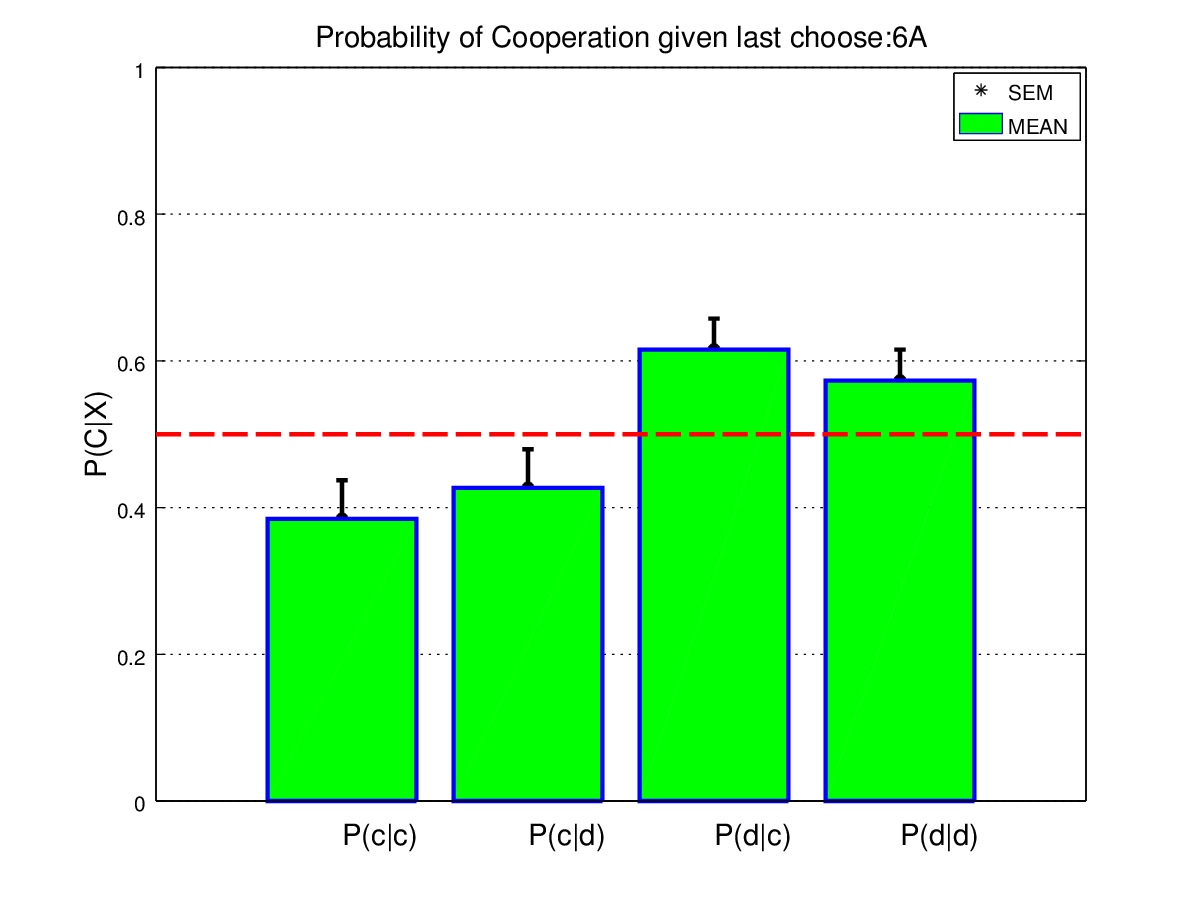 Probability of Cooperation given last choose:6A
SEM
MEAN
P(C|X)
1
0.8
0.6
0.4
0.2
0
P(c|c)
P(c|d)
P(d|c)
P(d|d)